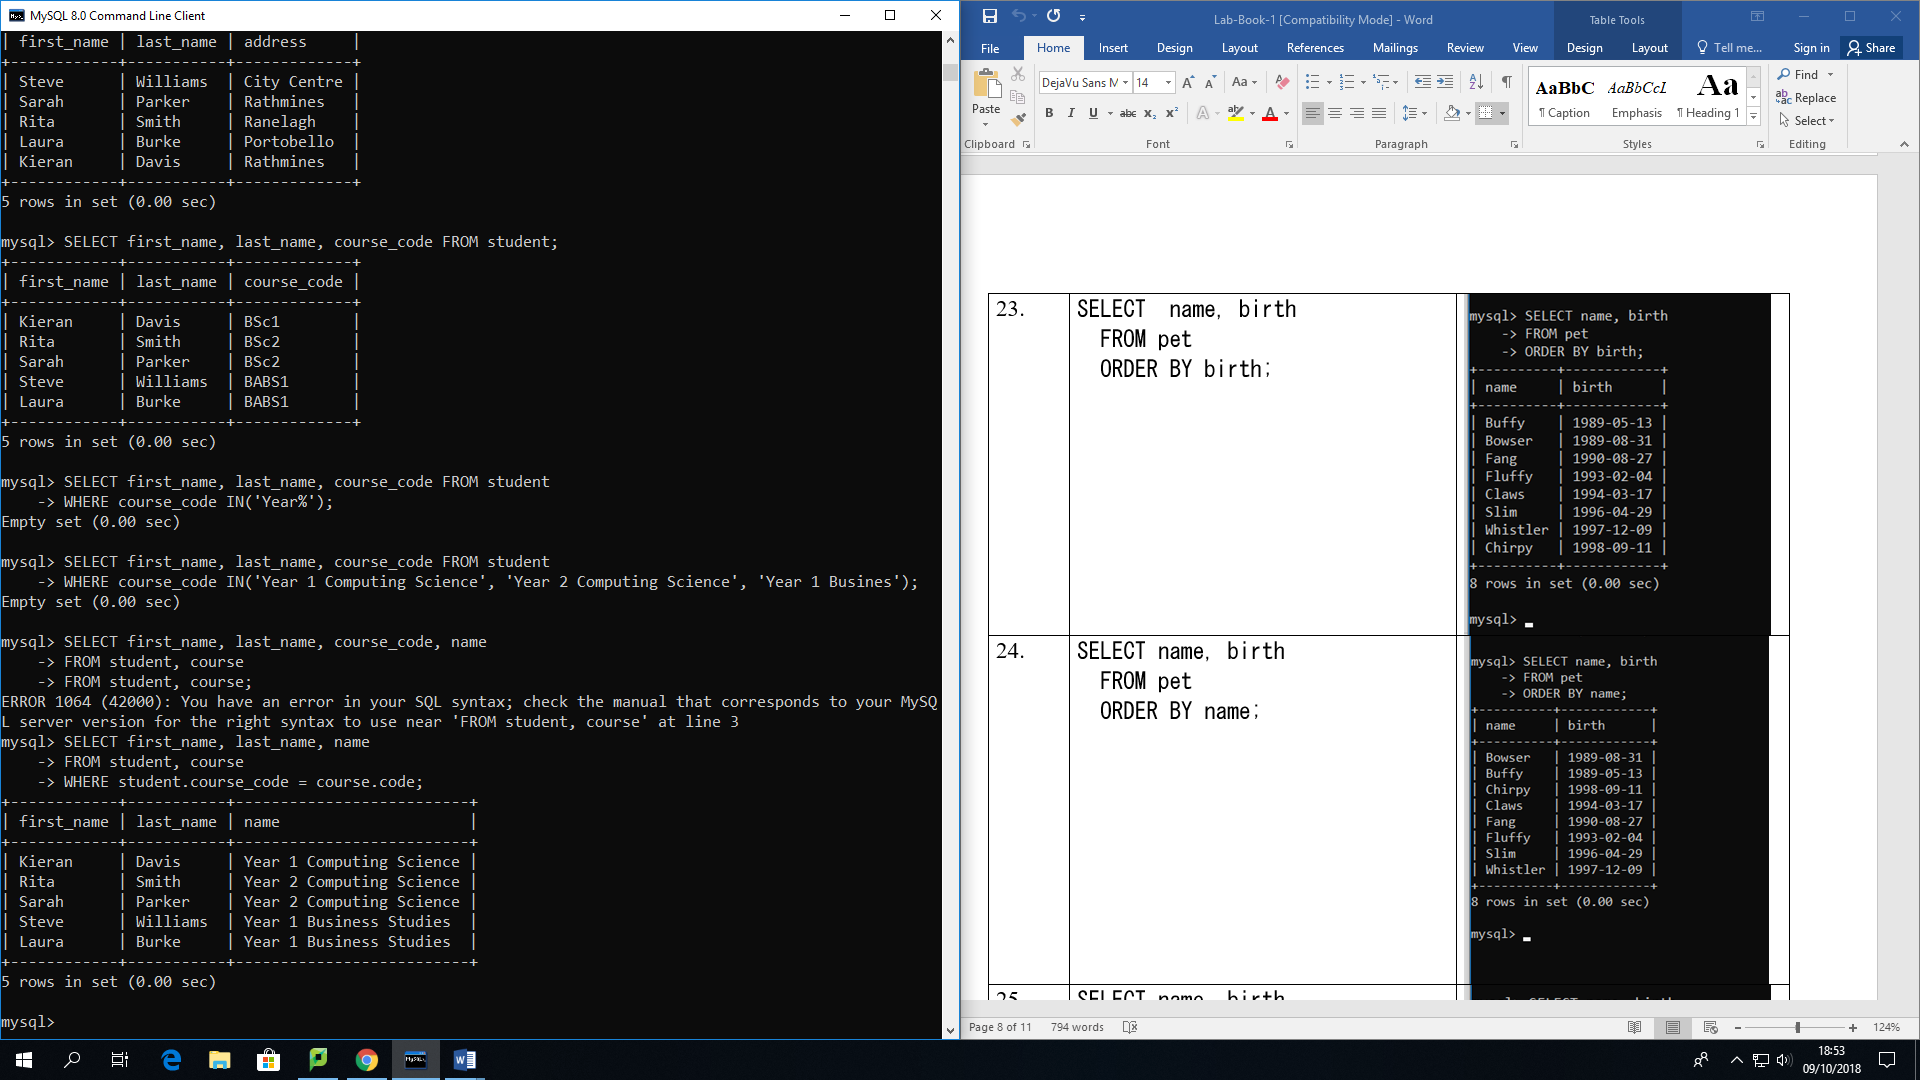 MySQL 8.0 Command Line Client
| first_name | last_name | address     |
+------------+-----------+-------------+
| Steve      | Williams  | City Centre |
| Sarah      | Parker    | Rathmines   |
| Rita       | Smith     | Ranelagh    |
| Laura      | Burke     | Portobello  |
| Kieran     | Davis     | Rathmines   |
+------------+-----------+-------------+
5 rows in set (0.00 sec)
mysql> SELECT first_name, last_name, course_code FROM student;
+------------+-----------+-------------+
| first_name | last_name | course_code |
+------------+-----------+-------------+
| Kieran     | Davis     | BSc1        |
| Rita       | Smith     | BSc2        |
| Sarah      | Parker    | BSc2        |
| Steve      | Williams  | BABS1       |
| Laura      | Burke     | BABS1       |
+------------+-----------+-------------+
5 rows in set (0.00 sec)
mysql> SELECT first_name, last_name, course_code FROM student
    -> WHERE course_code IN('Year%');
Empty set (0.00 sec)
mysql> SELECT first_name, last_name, course_code FROM student
    -> WHERE course_code IN('Year 1 Computing Science', 'Year 2 Computing Science', 'Year 1 Busines');
Empty set (0.00 sec)
mysql> SELECT first_name, last_name, course_code, name
    -> FROM student, course
    -> FROM student, course;
ERROR 1064 (42000): You have an error in your SQL syntax; check the manual that corresponds to your MySQ
L server version for the right syntax to use near 'FROM student, course' at line 3
mysql> SELECT first_name, last_name, name
    -> FROM student, course
    -> WHERE student.course_code = course.code;
+------------+-----------+--------------------------+
| first_name | last_name | name                     |
+------------+-----------+--------------------------+
| Kieran     | Davis     | Year 1 Computing Science |
| Rita       | Smith     | Year 2 Computing Science |
| Sarah      | Parker    | Year 2 Computing Science |
| Steve      | Williams  | Year 1 Business Studies  |
| Laura      | Burke     | Year 1 Business Studies  |
+------------+-----------+--------------------------+
5 rows in set (0.00 sec)
mysql>
Lab-Book-1 [Compatibility Mode] - Word
Table Tools
File Home Insert Design Layout References Mailings Review View Design Layout Tell me... Sign in Share
Paste
DejaVu Sans M 14
AaBbC AaBbCcL Aa
¶ Caption Emphasis ¶ Heading 1
Find
Replace
Select
Clipboard Font Paragraph Styles Editing
23.
SELECT  name, birth
FROM pet
ORDER BY birth;
mysql> SELECT name, birth
    -> FROM pet
    -> ORDER BY birth;
+----------+------------+
| name     | birth      |
+----------+------------+
| Buffy    | 1989-05-13 |
| Bowser   | 1989-08-31 |
| Fang     | 1990-08-27 |
| Fluffy   | 1993-02-04 |
| Claws    | 1994-03-17 |
| Slim     | 1996-04-29 |
| Whistler | 1997-12-09 |
| Chirpy   | 1998-09-11 |
+----------+------------+
8 rows in set (0.00 sec)
mysql>
24.
SELECT name, birth
FROM pet
ORDER BY name;
mysql> SELECT name, birth
    -> FROM pet
    -> ORDER BY name;
+----------+------------+
| name     | birth      |
+----------+------------+
| Bowser   | 1989-08-31 |
| Buffy    | 1989-05-13 |
| Chirpy   | 1998-09-11 |
| Claws    | 1994-03-17 |
| Fang     | 1990-08-27 |
| Fluffy   | 1993-02-04 |
| Slim     | 1996-04-29 |
| Whistler | 1997-12-09 |
+----------+------------+
8 rows in set (0.00 sec)
mysql>
25.
SELECT name, birth
Page 8 of 11 794 words
124%
18:53
09/10/2018